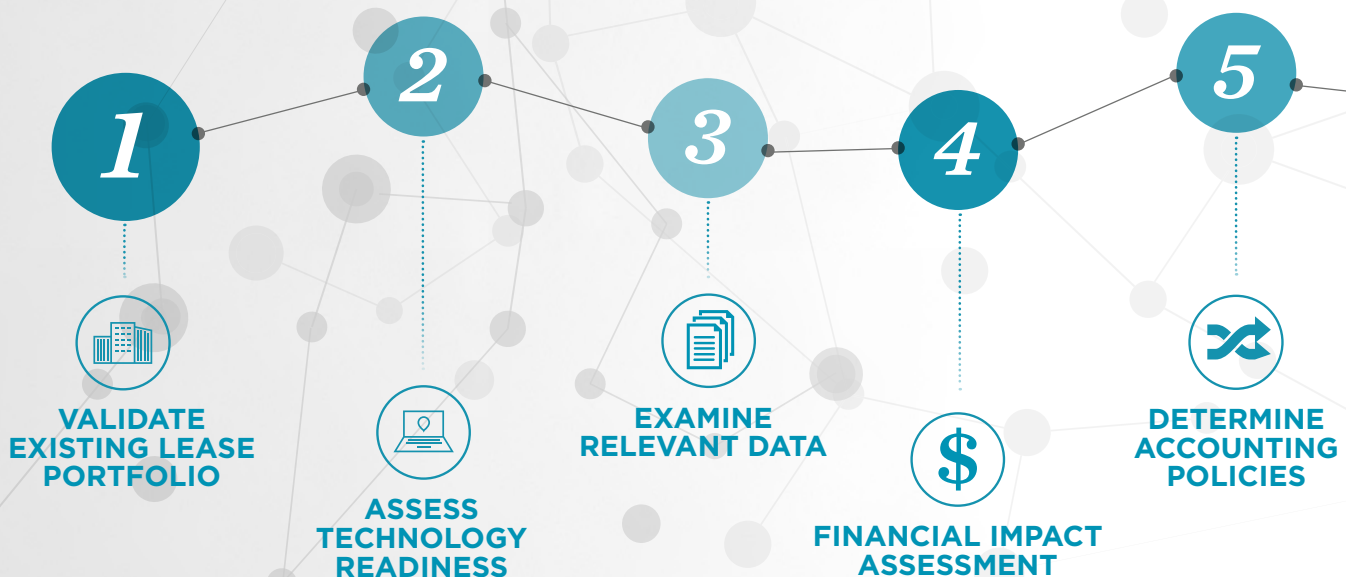 1
VALIDATE
EXISTING LEASE
PORTFOLIO
2
ASSESS
TECHNOLOGY
READINESS
3
EXAMINE
RELEVANT DATA
4
$
FINANCIAL IMPACT
ASSESSMENT
5
DETERMINE
ACCOUNTING
POLICIES